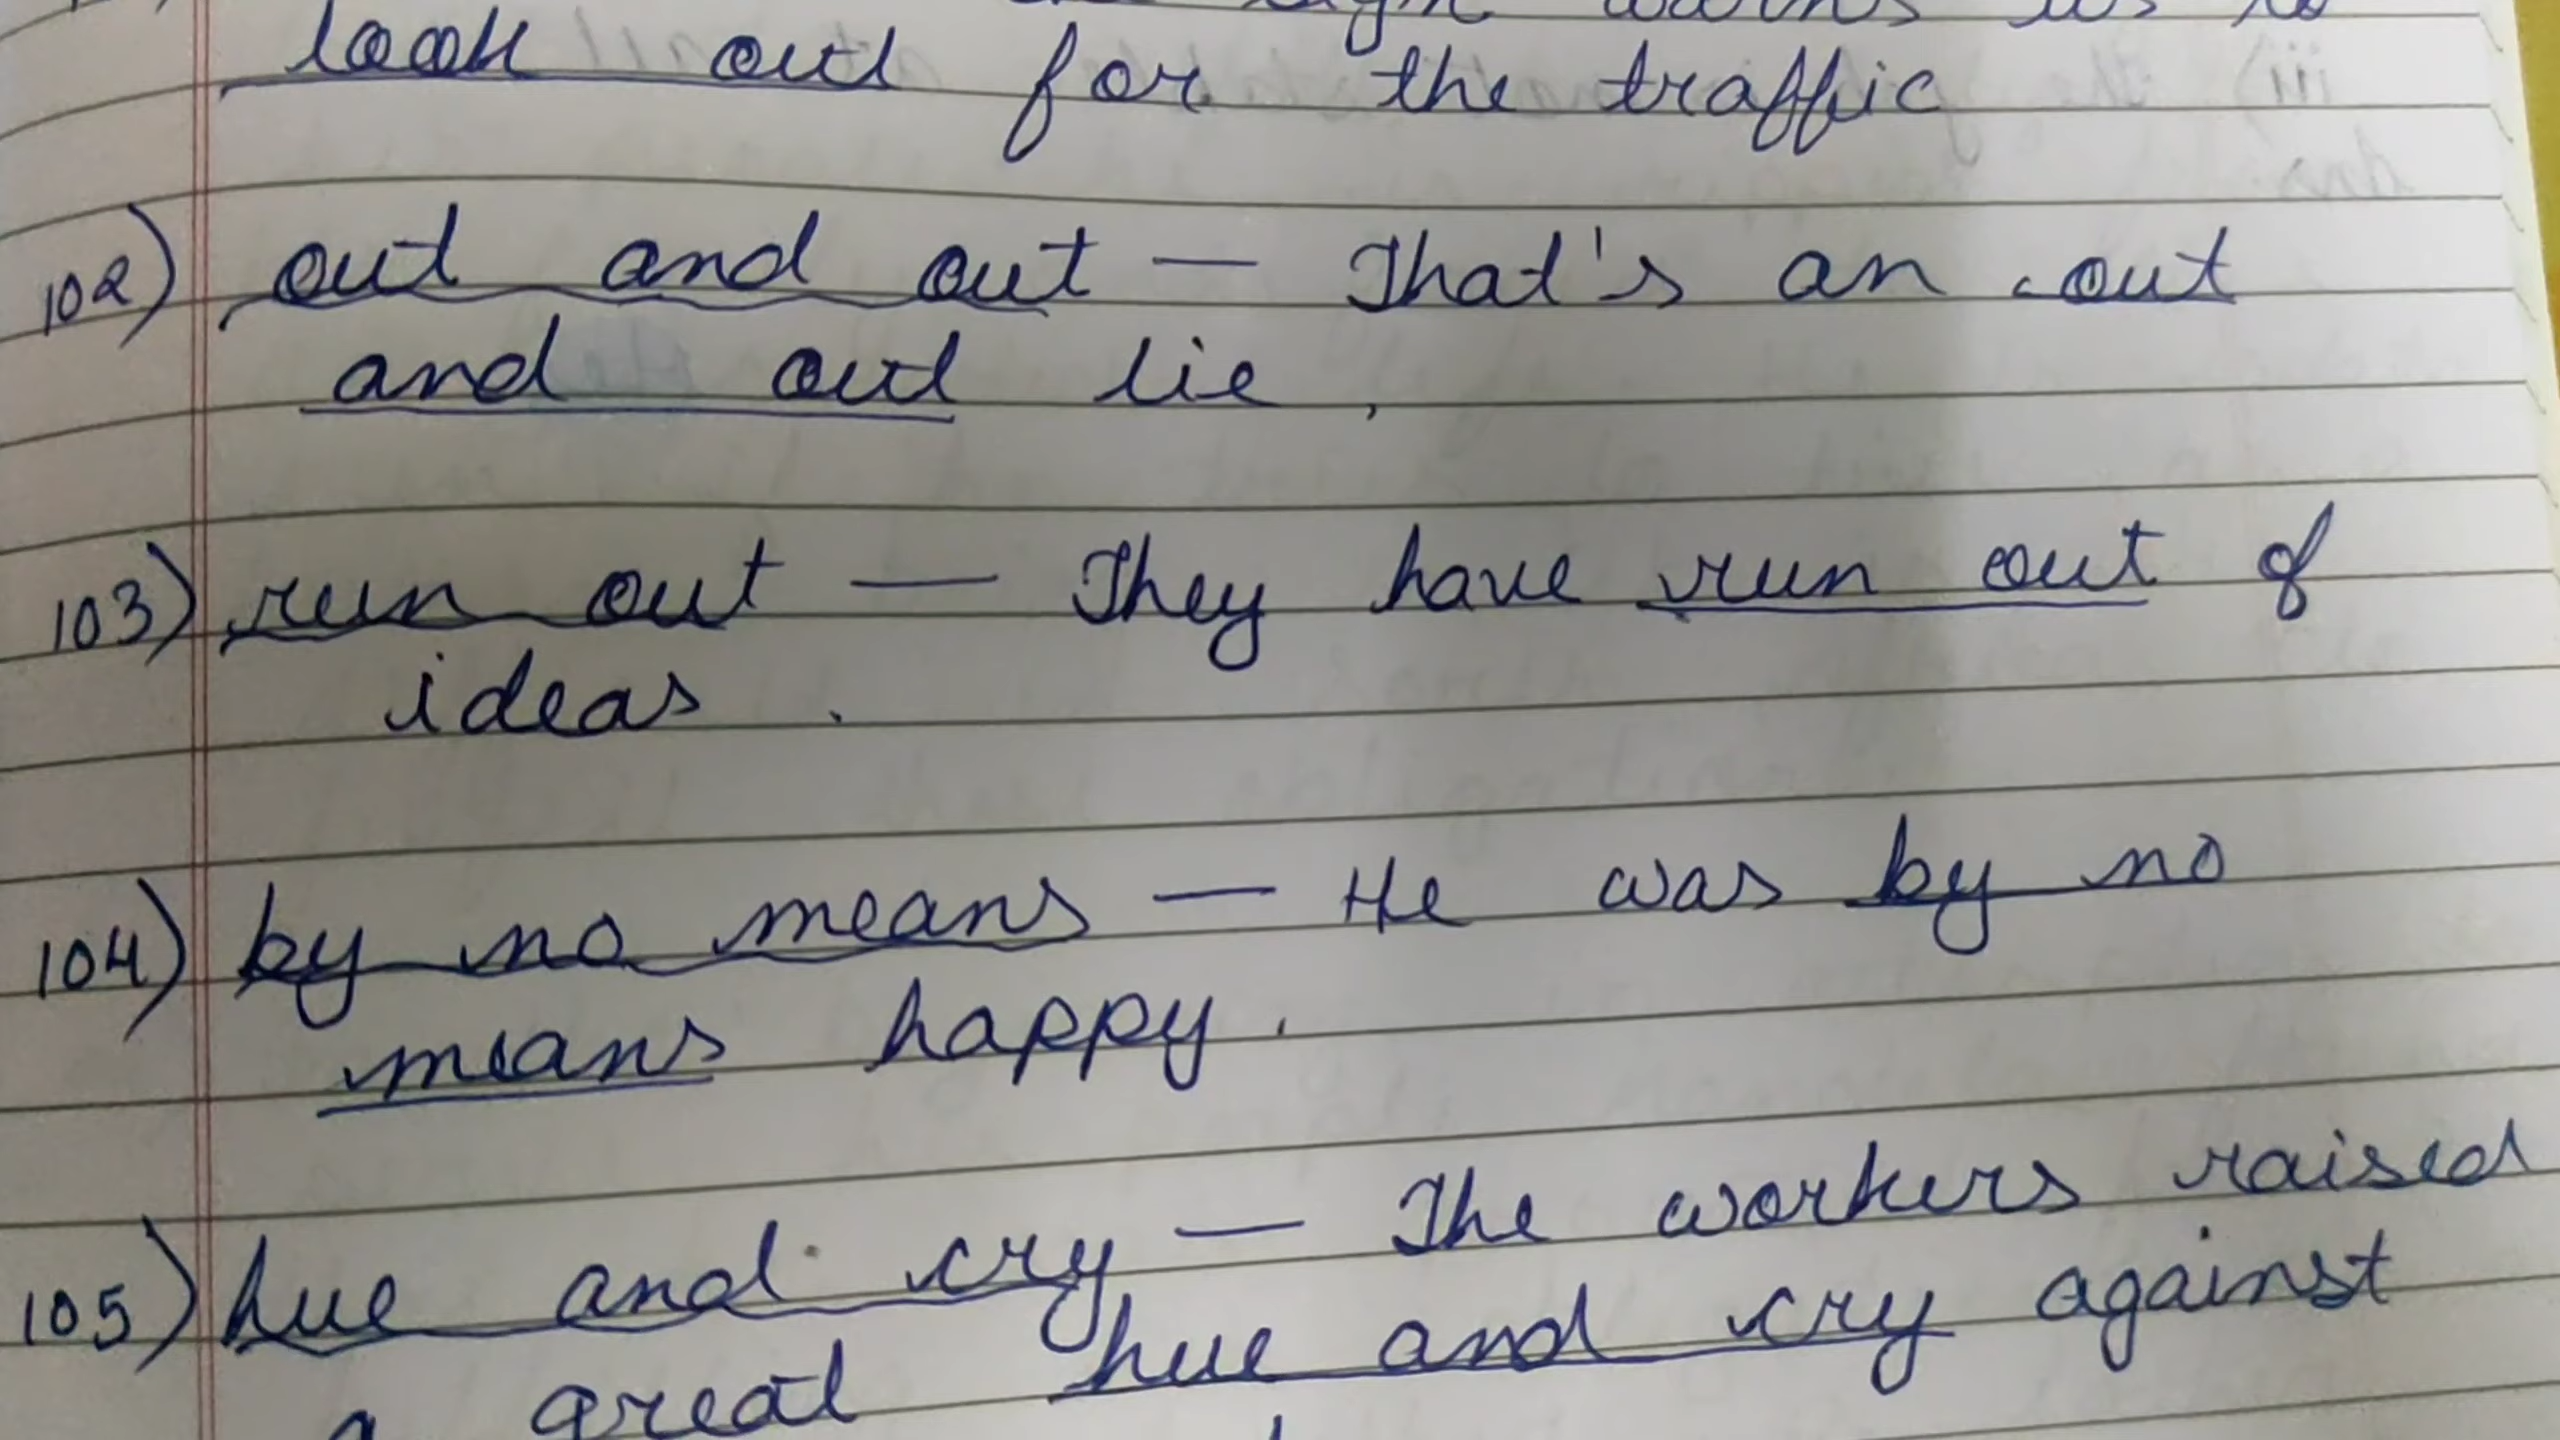 look out for the traffic
102) out and out — That's an out
and out lie.
103) run out — They have run out of
ideas.
104) by no means — He was by no
means happy.
105) hue and cry — The workers raised
a great hue and cry against